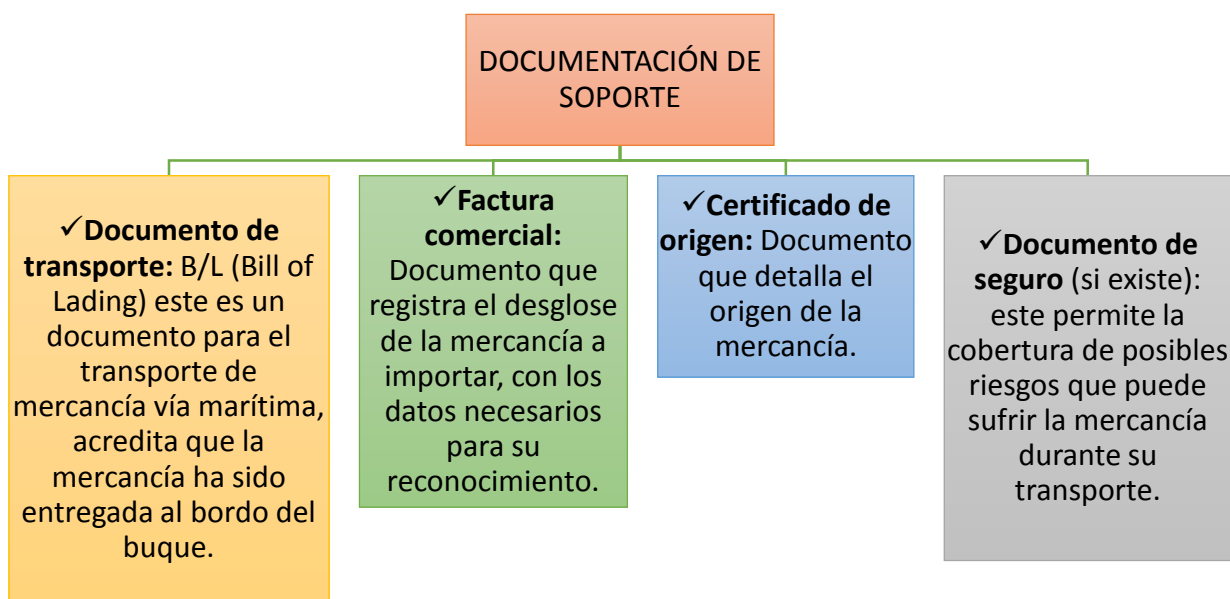 DOCUMENTACIÓN DE
SOPORTE
✓Documento de
transporte: B/L (Bill of
Lading) este es un
documento para el
transporte de
mercancía vía marítima,
acredita que la
mercancía ha sido
entregada al bordo del
buque.
✓Factura
comercial:
Documento que
registra el desglose
de la mercancía a
importar, con los
datos necesarios
para su
reconocimiento.
✓Certificado de
origen: Documento
que detalla el
origen de la
mercancía.
✓Documento de
seguro (si existe):
este permite la
cobertura de posibles
riesgos que puede
sufrir la mercancía
durante su
transporte.